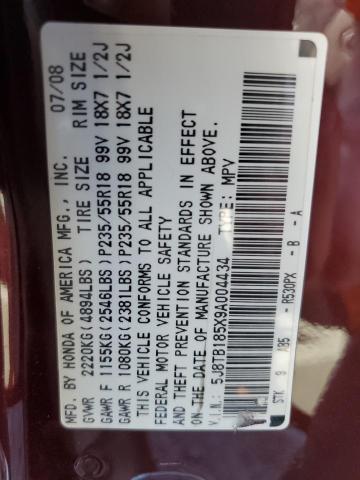 MFD. BY HONDA OF AMERICA MFG., INC. 07/08
GVWR 2220KG(4894LBS) TIRE SIZE RIM SIZE
GAWR F 1155KG(2546LBS)P235/55R18 99V 18X7 1/2J
GAWR R 1080KG(2381LBS)P235/55R18 99V 18X7 1/2J
THIS VEHICLE CONFORMS TO ALL APPLICABLE
FEDERAL MOTOR VEHICLE SAFETY
AND THEFT PREVENTION STANDARDS IN EFFECT
ON THE DATE OF MANUFACTURE SHOWN ABOVE.
V.I.N.: 5J8TB185X9A004434 TYPE: MPV
STK 9 A85 - R530PX - B - A